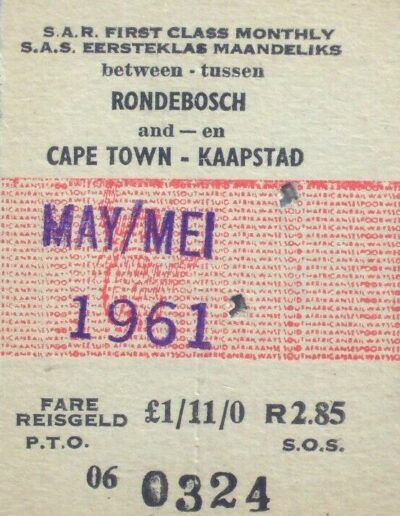 S.A.R. FIRST CLASS MONTHLY
S.A.S. EERSTEKLAS MAANDELIKS
between - tussen
RONDEBOSCH
and — en
CAPE TOWN - KAAPSTAD
MAY/MEI
1961
FARE
REISGELD £1/11/0 R2.85
P.T.O. S.O.S.
06 0324